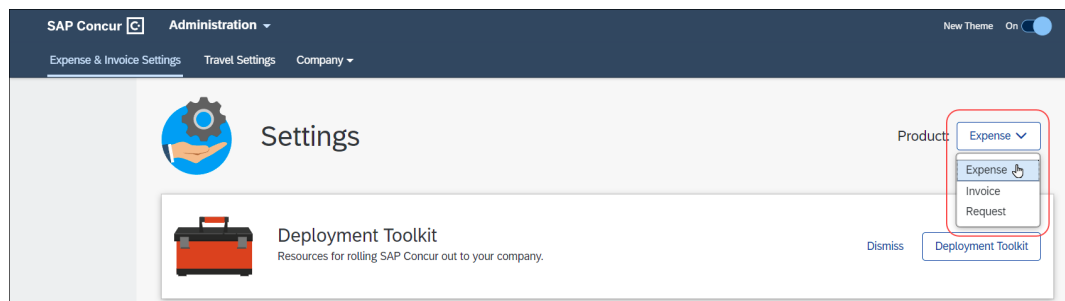 SAP Concur C Administration New Theme On
Expense & Invoice Settings Travel Settings Company
Settings
Product: Expense
Expense
Invoice
Request
Deployment Toolkit
Resources for rolling SAP Concur out to your company.
Dismiss Deployment Toolkit